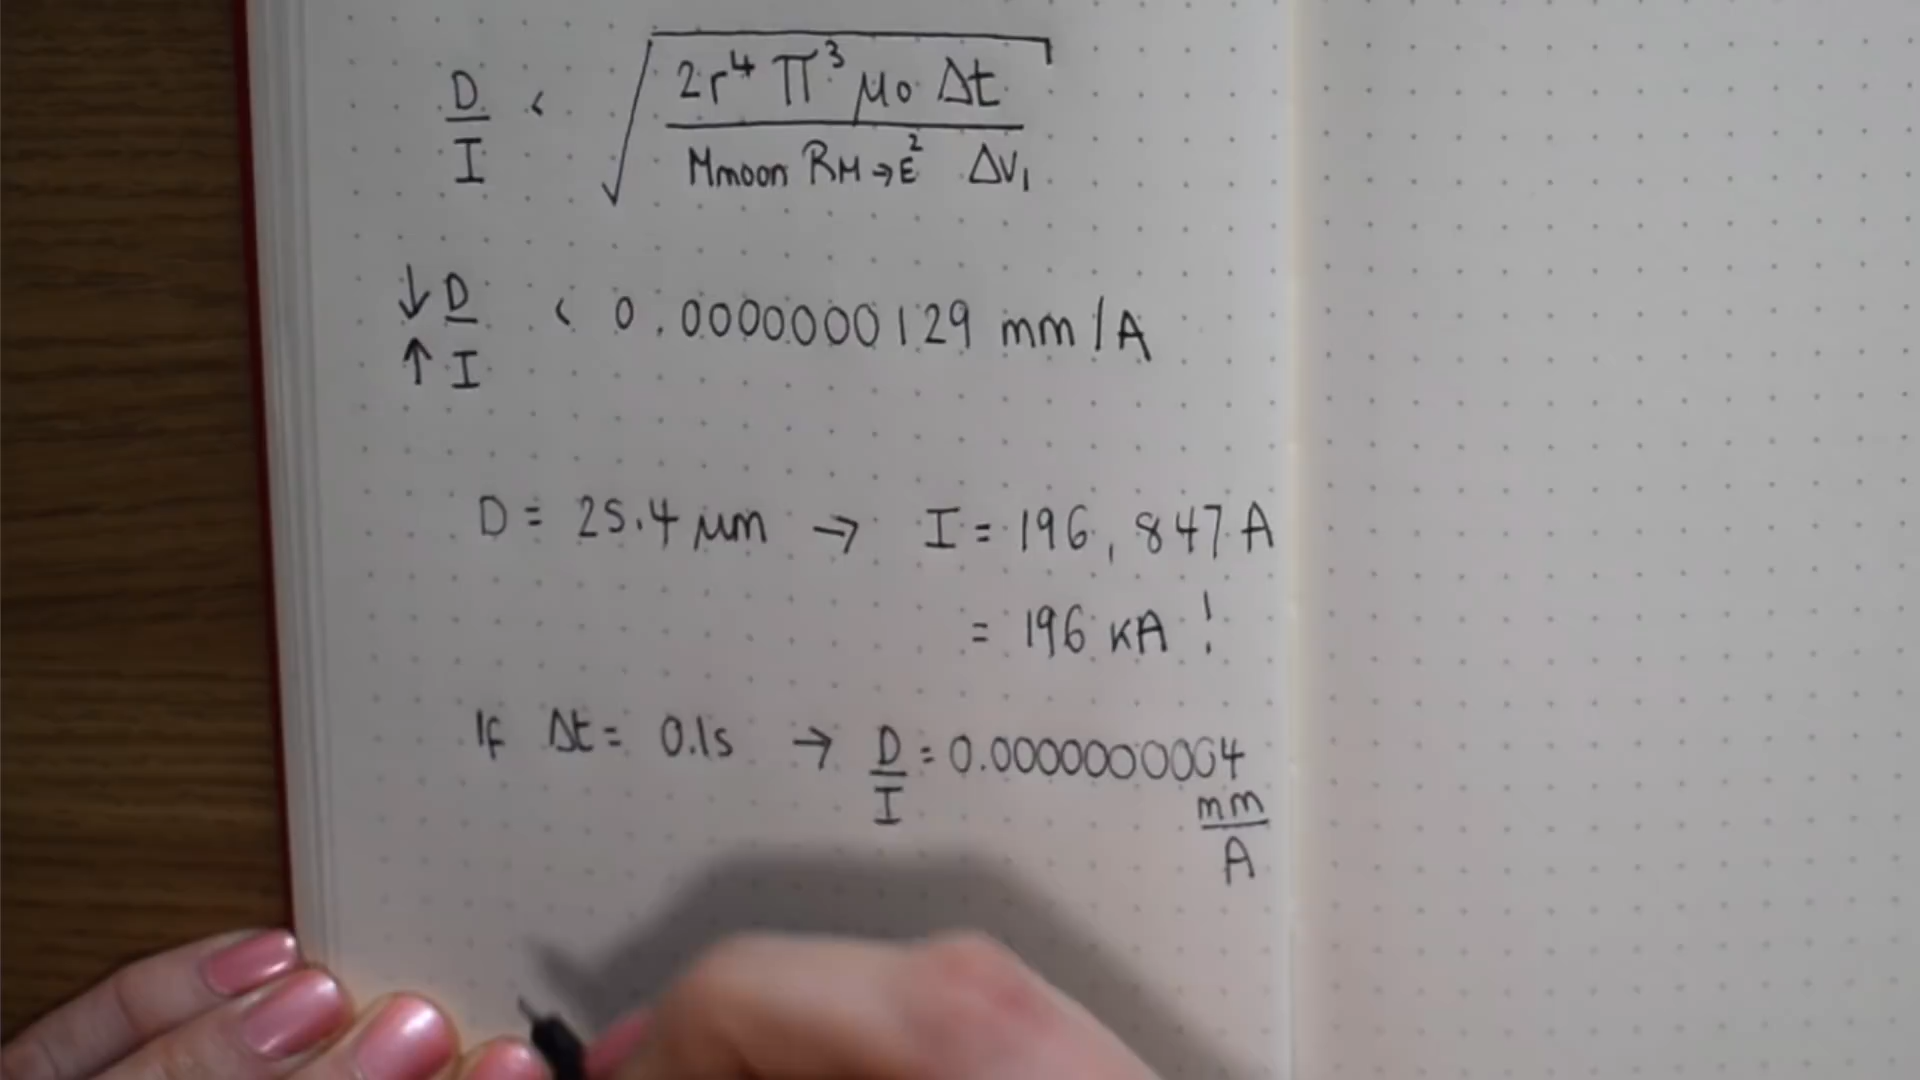 D/I < √(2r⁴ π³ μo Δt / Mmoon RM→E² ΔV₁)
↓D/↑I < 0.0000000129 mm/A
D = 25.4 μm → I = 196,847 A
= 196 kA !
If Δt = 0.1s → D/I = 0.0000000004 mm/A